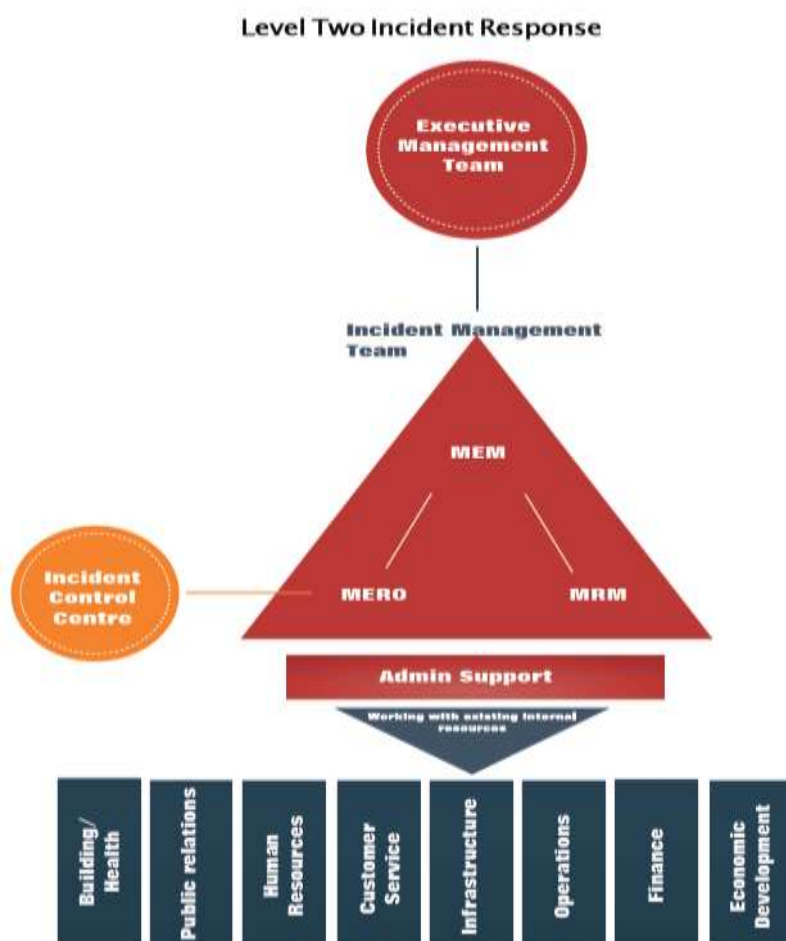 Level Two Incident Response
Executive
Management
Team
Incident Management
Team
MEM
Incident
Control
Centre
MERO
MRM
Admin Support
Working with existing internal
resources
Building/
Health
Public relations
Human
Resources
Customer
Service
Infrastructure
Operations
Finance
Economic
Development